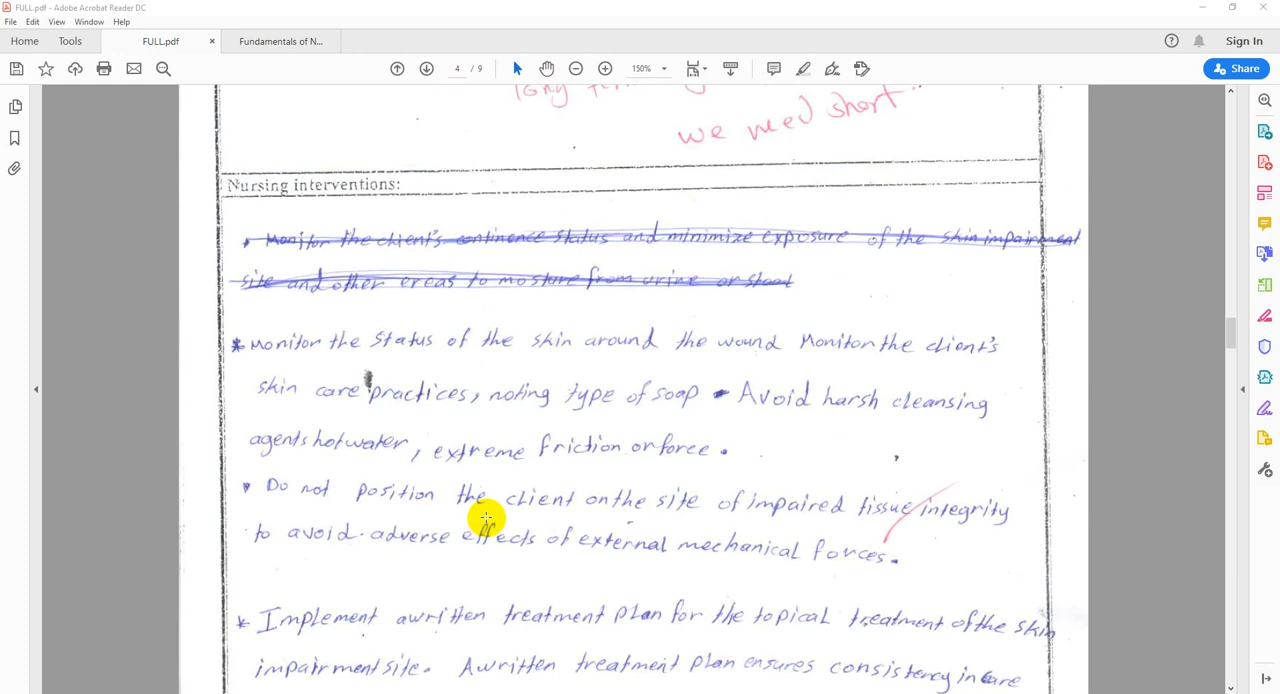 FULL.pdf - Adobe Acrobat Reader DC
File Edit View Window Help
Home Tools FULL.pdf × Fundamentals of N... Sign In
4 / 9 150% Share
long
we need short
Nursing interventions:
Monitor the client's continence status and minimize exposure of the skin impairment
site and other ereas to mosture from urine or stool
* Monitor the status of the skin around the wound Monitor the client's
skin care practices, noting type of soap - Avoid harsh cleansing
agents hot water, extreme friction or force.
Do not position the client on the site of impaired tissue integrity
to avoid. adverse effects of external mechanical forces.
* Implement a written treatment plan for the topical treatment of the skin
impairment site. A written treatment plan ensures consistency in care